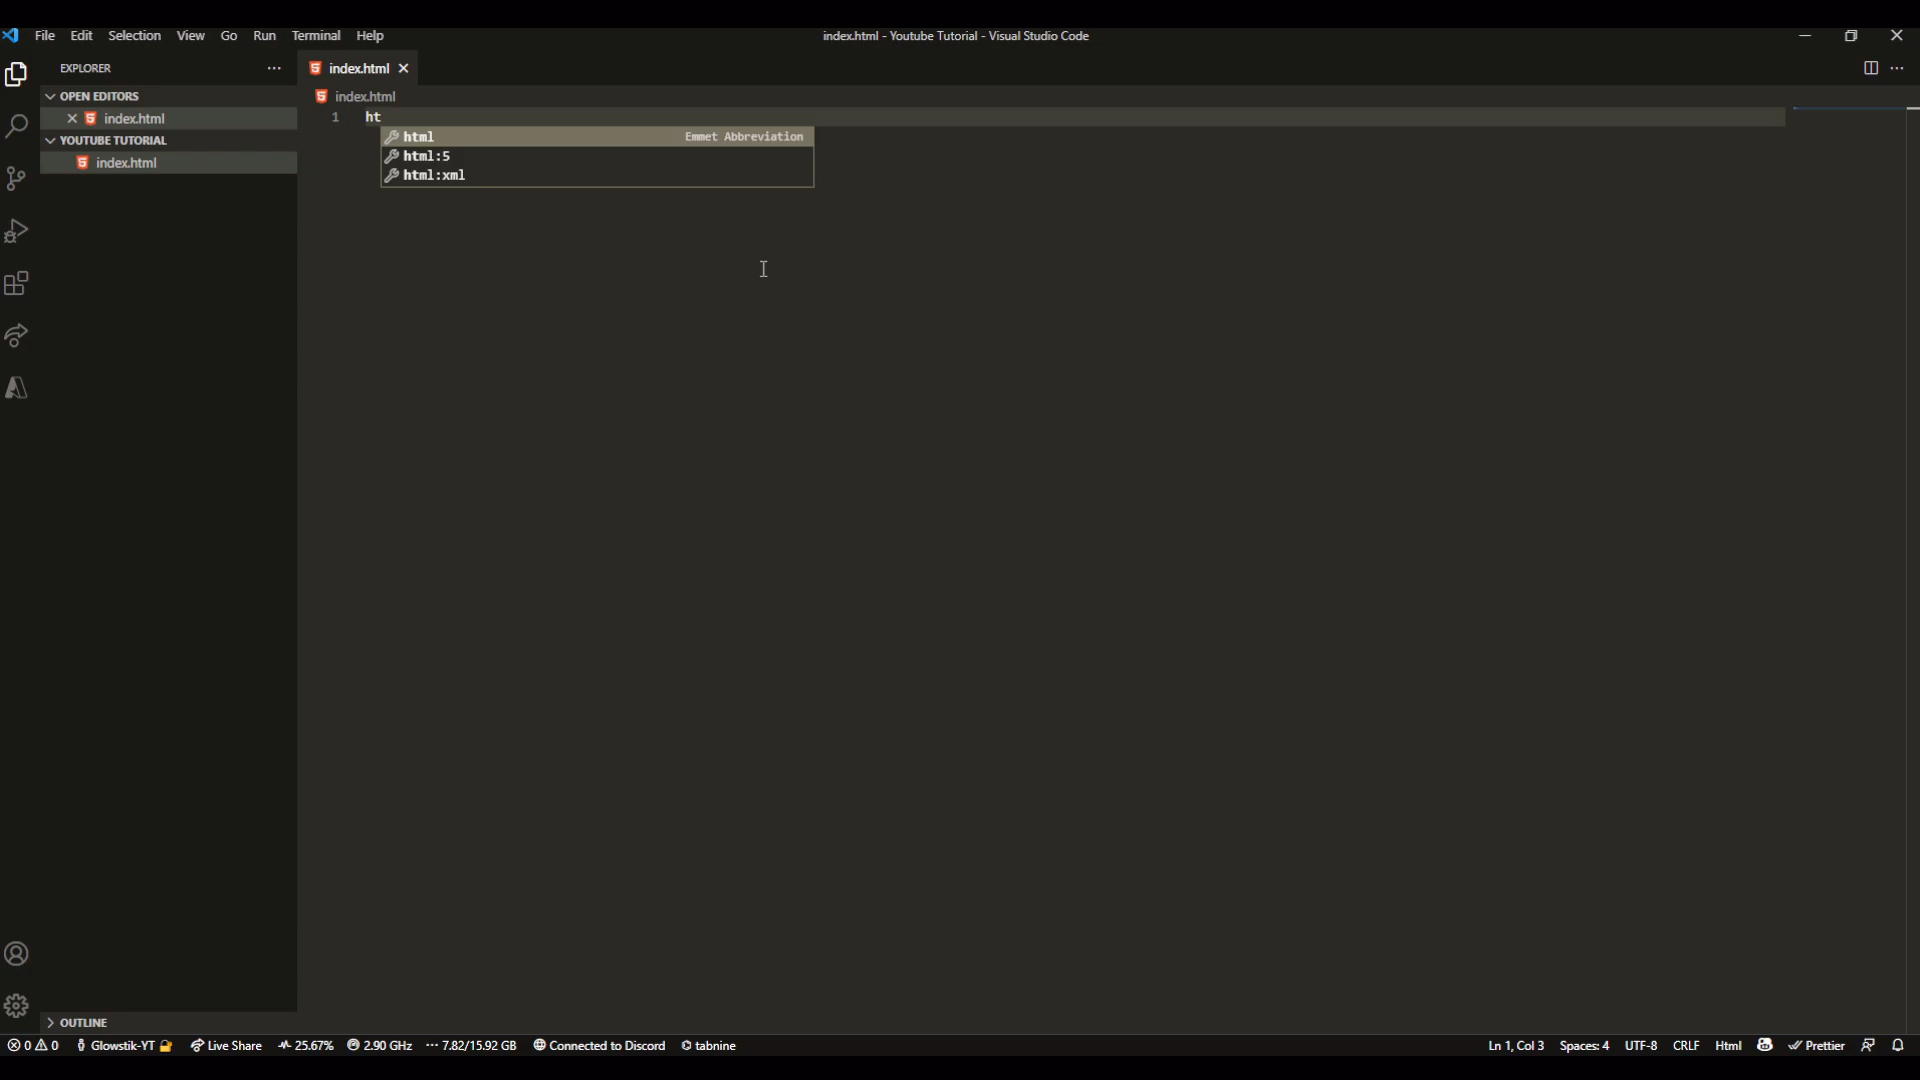 File Edit Selection View Go Run Terminal Help
index.html - Youtube Tutorial - Visual Studio Code
EXPLORER
index.html
OPEN EDITORS
index.html
index.html
1 ht
YOUTUBE TUTORIAL
index.html
html Emmet Abbreviation
html:5
html:xml
OUTLINE
0 0 Glowstik-YT Live Share 25.67% 2.90 GHz 7.82/15.92 GB Connected to Discord tabnine
Ln 1, Col 3 Spaces: 4 UTF-8 CRLF Html Prettier